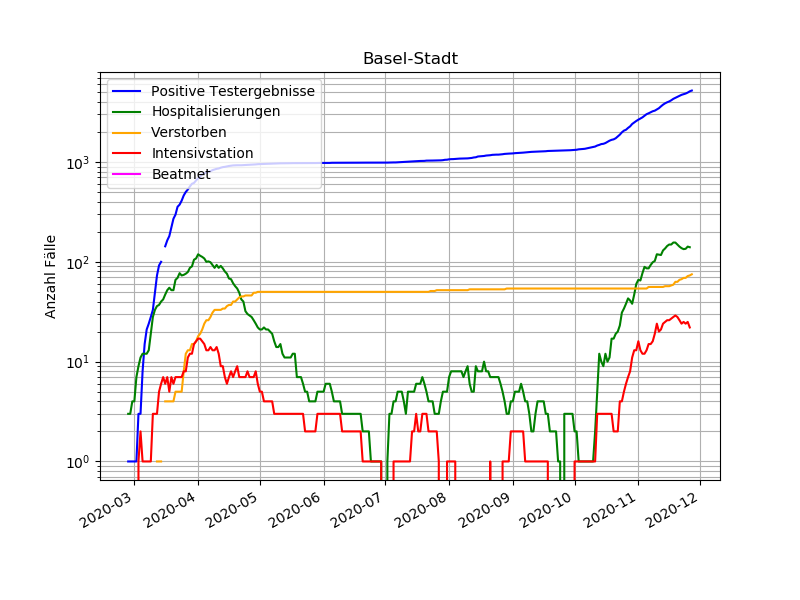 Basel-Stadt
Positive Testergebnisse
Hospitalisierungen
Verstorben
Intensivstation
Beatmet
Anzahl Fälle
10³
10²
10¹
10⁰
2020-03
2020-04
2020-05
2020-06
2020-07
2020-08
2020-09
2020-10
2020-11
2020-12